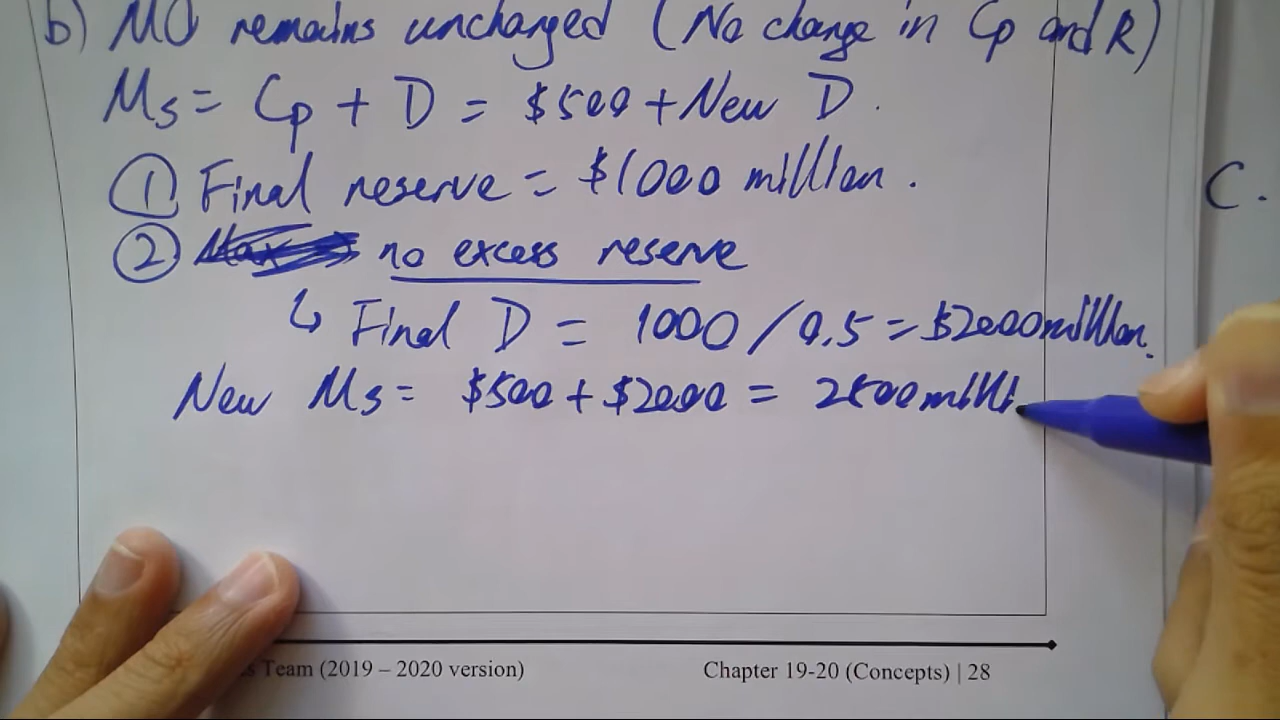 b) MO remains unchanged (No change in Cp and R)
Ms = Cp + D = $500 + New D.
① Final reserve = $1000 million.
② no excess reserve
↳ Final D = 1000 / 0.5 = $2000 million.
New Ms = $500 + $2000 = 2500 milli
C.
Team (2019 – 2020 version) Chapter 19-20 (Concepts) | 28